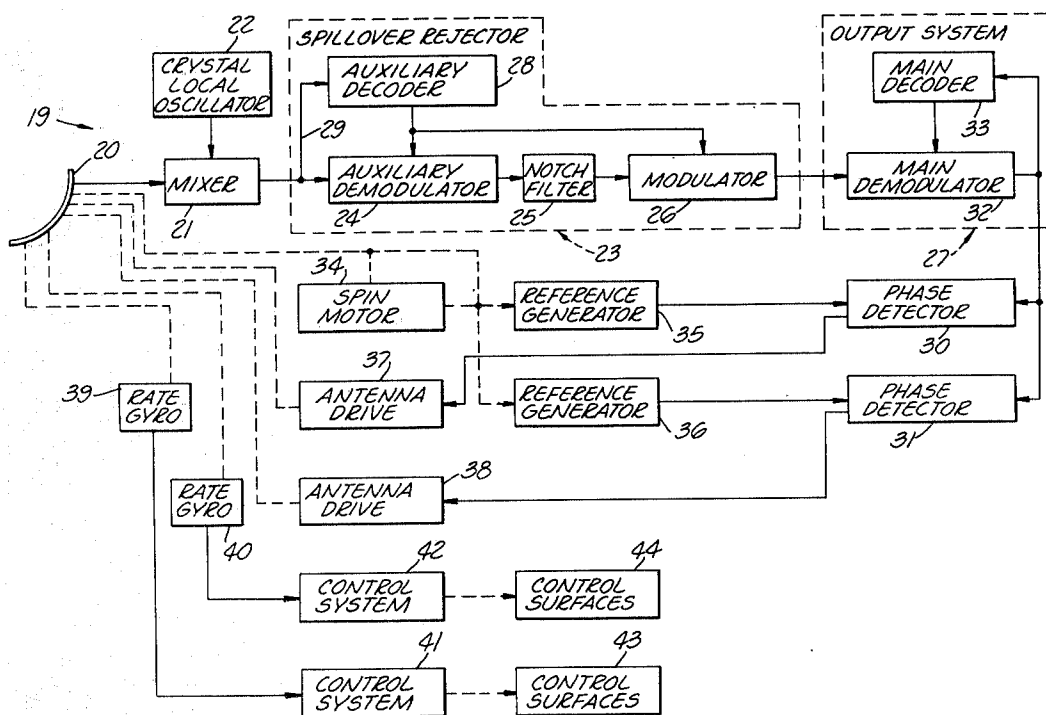 22
CRYSTAL
LOCAL
OSCILLATOR
SPILLOVER REJECTOR
AUXILIARY
DECODER
28
OUTPUT SYSTEM
MAIN
DECODER
33
19
20
29
MIXER
21
AUXILIARY
DEMODULATOR
24
NOTCH
FILTER
25
MODULATOR
26
23
MAIN
DEMODULATOR
32
27
34
SPIN
MOTOR
REFERENCE
GENERATOR
35
PHASE
DETECTOR
30
37
ANTENNA
DRIVE
REFERENCE
GENERATOR
36
PHASE
DETECTOR
31
39
RATE
GYRO
38
ANTENNA
DRIVE
RATE
GYRO
40
42
CONTROL
SYSTEM
44
CONTROL
SURFACES
41
CONTROL
SYSTEM
43
CONTROL
SURFACES